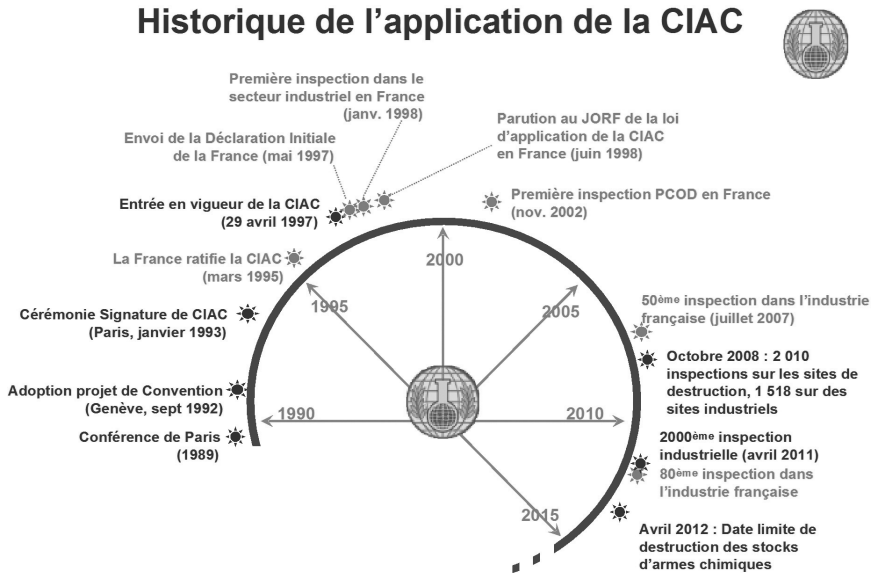 Historique de l'application de la CIAC
Première inspection dans le
secteur industriel en France
(janv. 1998)
Parution au JORF de la loi
d'application de la CIAC
en France (juin 1998)
Envoi de la Déclaration Initiale
de la France (mai 1997)
Entrée en vigueur de la CIAC
(29 avril 1997)
Première inspection PCOD en France
(nov. 2002)
La France ratifie la CIAC
(mars 1995)
2000
1995
2005
50ème inspection dans l'industrie
française (juillet 2007)
Cérémonie Signature de CIAC
(Paris, janvier 1993)
Octobre 2008 : 2 010
inspections sur les sites de
destruction, 1 518 sur des
sites industriels
Adoption projet de Convention
(Genève, sept 1992)
1990
2010
Conférence de Paris
(1989)
2000ème inspection
industrielle (avril 2011)
80ème inspection dans
l'industrie française
2015
Avril 2012 : Date limite de
destruction des stocks
d'armes chimiques